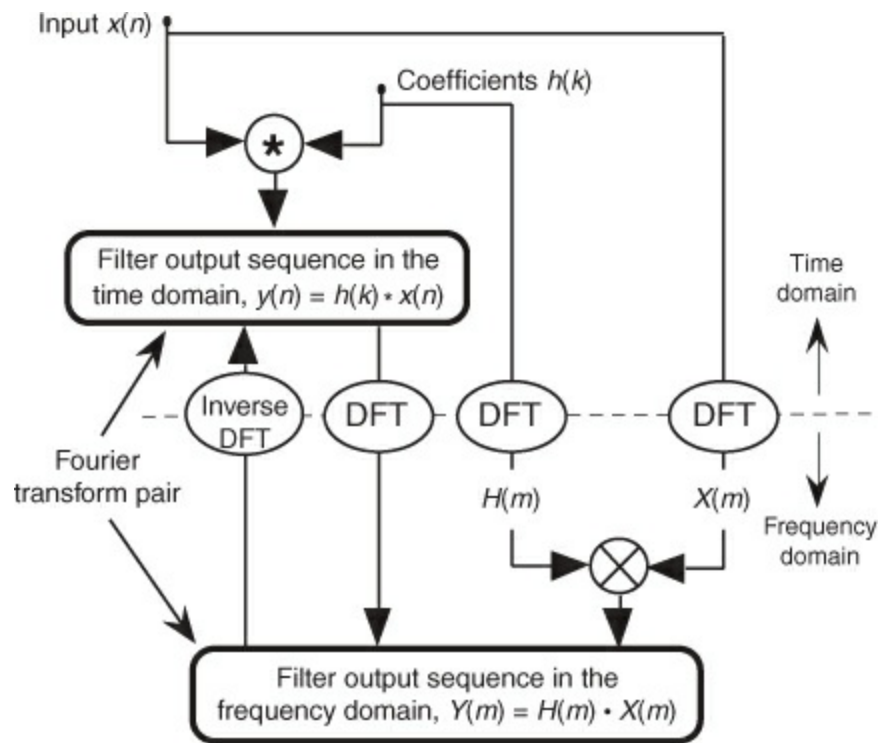 Input x(n)
Coefficients h(k)
*
Filter output sequence in the
time domain, y(n) = h(k) * x(n)
Time
domain
Inverse
DFT
DFT
DFT
DFT
Fourier
transform pair
H(m)
X(m)
Frequency
domain
Filter output sequence in the
frequency domain, Y(m) = H(m) · X(m)